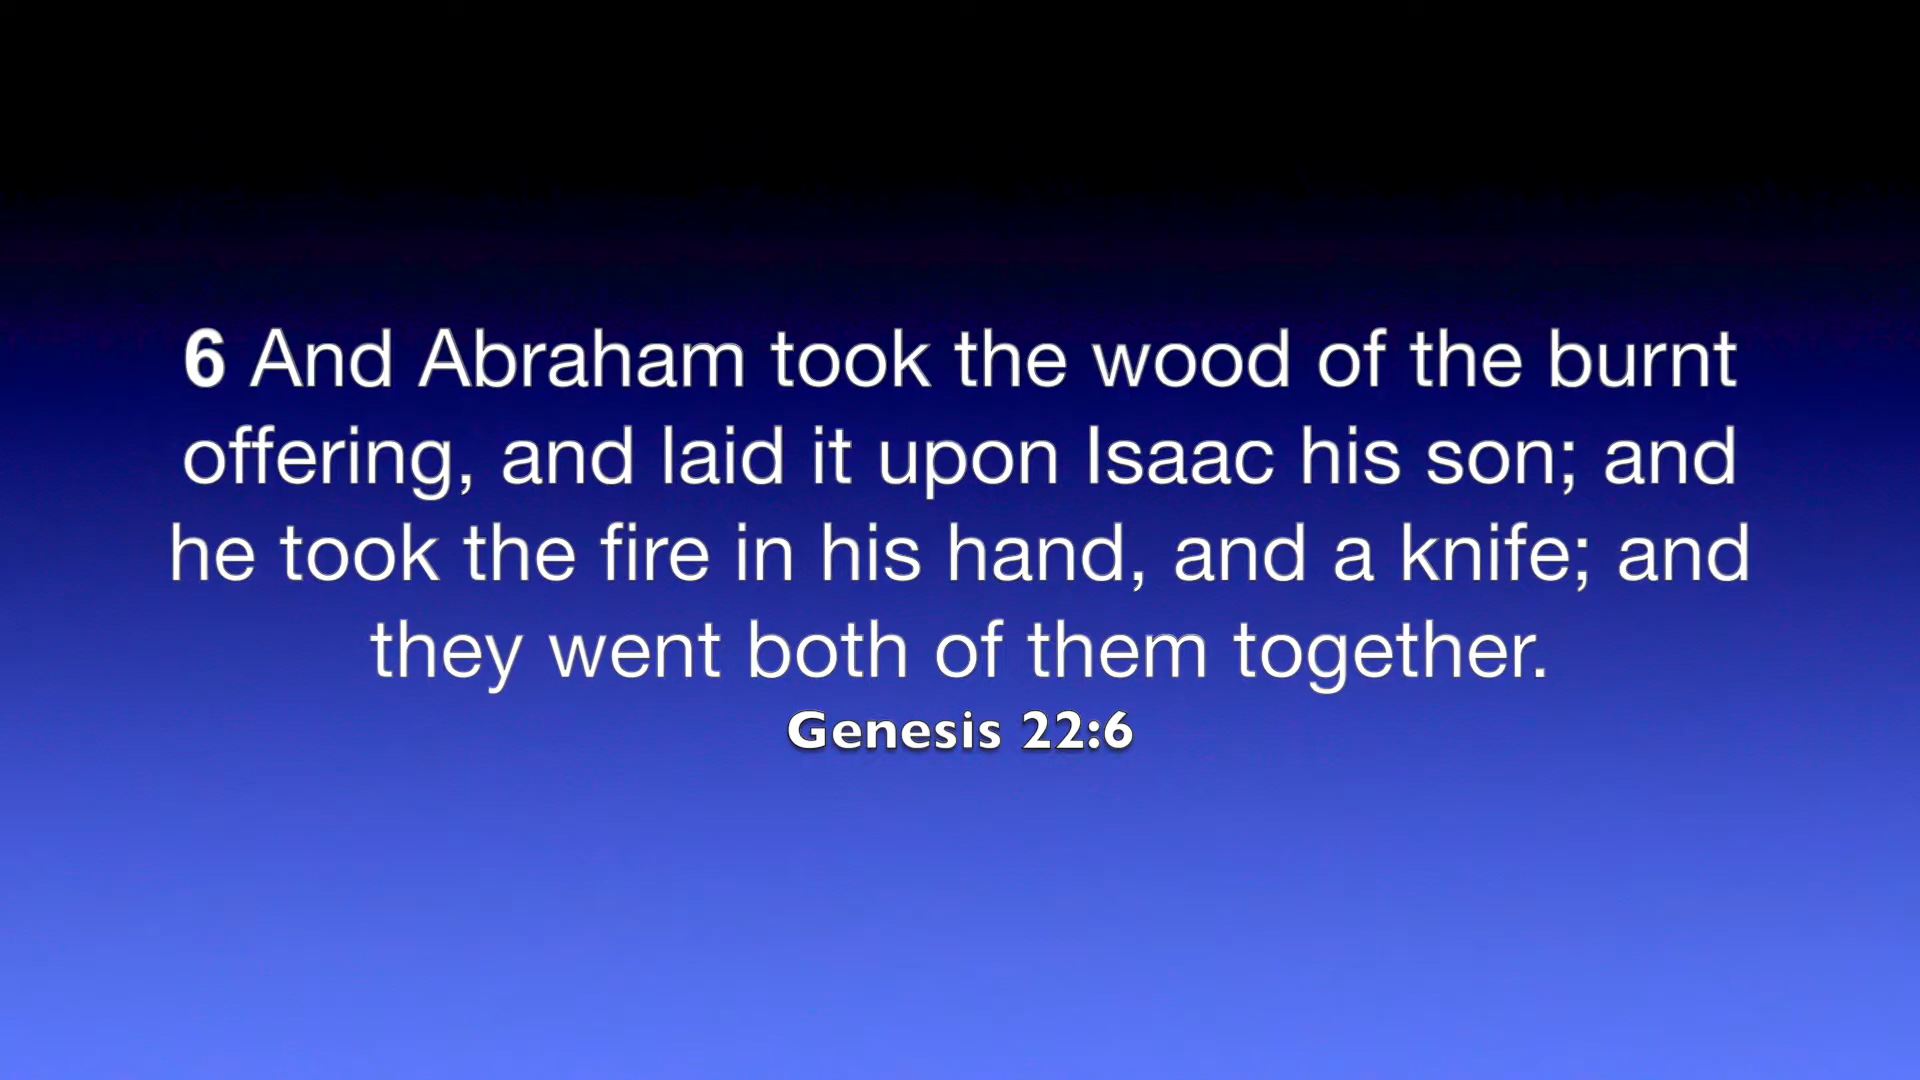 6 And Abraham took the wood of the burnt
offering, and laid it upon Isaac his son; and
he took the fire in his hand, and a knife; and
they went both of them together.
Genesis 22:6